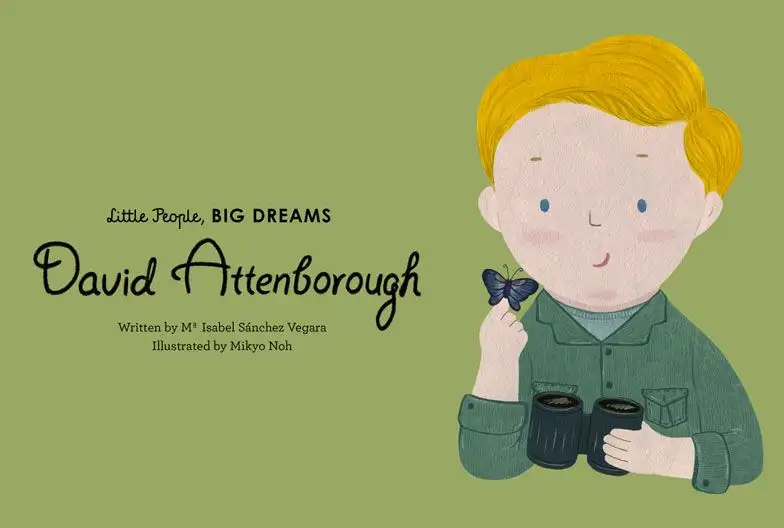 Little People, BIG DREAMS
David Attenborough
Written by Mª Isabel Sánchez Vegara
Illustrated by Mikyo Noh